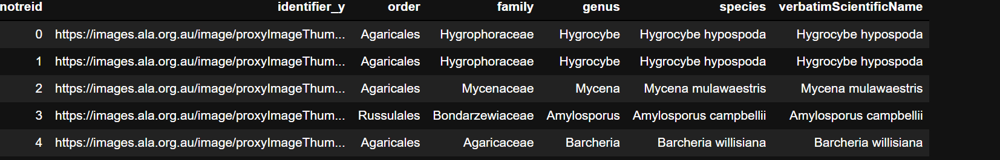 notreid identifier_y order family genus species verbatimScientificName
0 https://images.ala.org.au/image/proxyImageThum... Agaricales Hygrophoraceae Hygrocybe Hygrocybe hypospoda Hygrocybe hypospoda
1 https://images.ala.org.au/image/proxyImageThum... Agaricales Hygrophoraceae Hygrocybe Hygrocybe hypospoda Hygrocybe hypospoda
2 https://images.ala.org.au/image/proxyImageThum... Agaricales Mycenaceae Mycena Mycena mulawaestris Mycena mulawaestris
3 https://images.ala.org.au/image/proxyImageThum... Russulales Bondarzewiaceae Amylosporus Amylosporus campbellii Amylosporus campbellii
4 https://images.ala.org.au/image/proxyImageThum... Agaricales Agaricaceae Barcheria Barcheria willisiana Barcheria willisiana